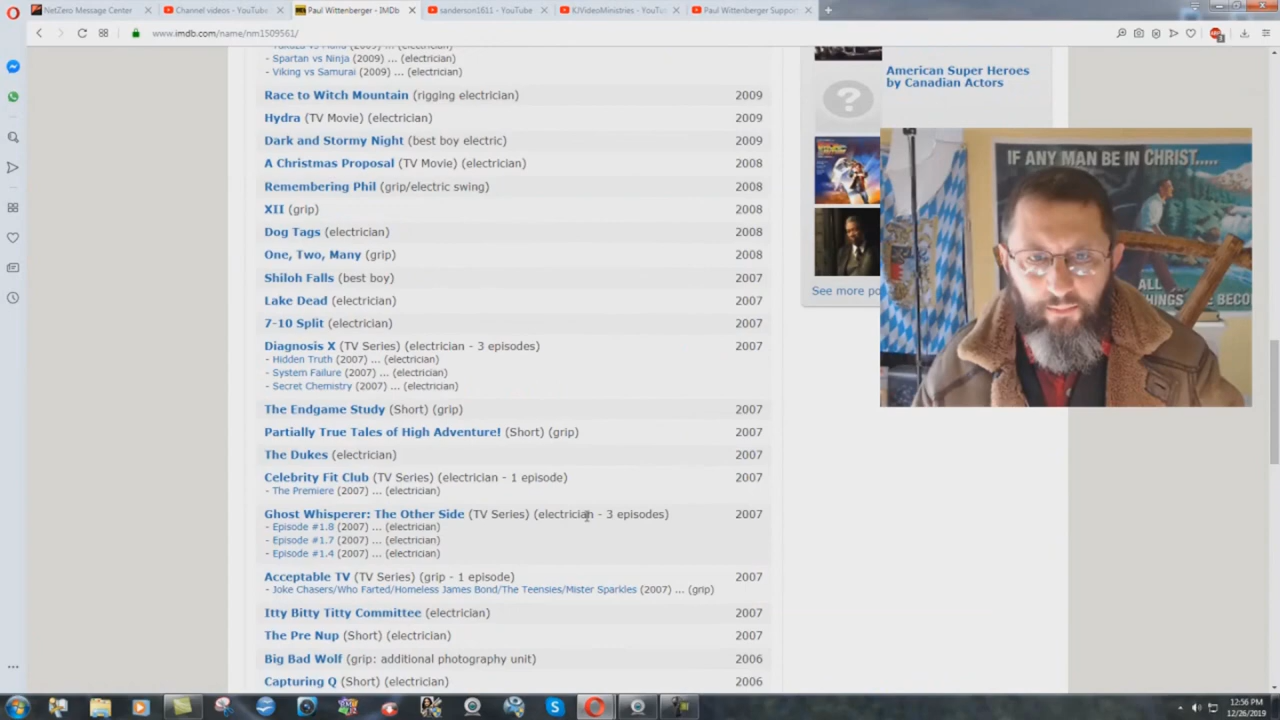 NetZero Message Center
Channel videos - YouTube
Paul Wittenberger - IMDb
sanderson1611 - YouTube
KJVideoMinistries - YouTu
Paul Wittenberger Suppor
www.imdb.com/name/nm1509561/
- Spartan vs Ninja (2009) ... (electrician)
- Viking vs Samurai (2009) ... (electrician)
Race to Witch Mountain (rigging electrician) 2009
Hydra (TV Movie) (electrician) 2009
Dark and Stormy Night (best boy electric) 2009
A Christmas Proposal (TV Movie) (electrician) 2008
Remembering Phil (grip/electric swing) 2008
XII (grip) 2008
Dog Tags (electrician) 2008
One, Two, Many (grip) 2008
Shiloh Falls (best boy) 2007
Lake Dead (electrician) 2007
7-10 Split (electrician) 2007
Diagnosis X (TV Series) (electrician - 3 episodes) 2007
- Hidden Truth (2007) ... (electrician)
- System Failure (2007) ... (electrician)
- Secret Chemistry (2007) ... (electrician)
The Endgame Study (Short) (grip) 2007
Partially True Tales of High Adventure! (Short) (grip) 2007
The Dukes (electrician) 2007
Celebrity Fit Club (TV Series) (electrician - 1 episode) 2007
- The Premiere (2007) ... (electrician)
Ghost Whisperer: The Other Side (TV Series) (electrician - 3 episodes) 2007
- Episode #1.8 (2007) ... (electrician)
- Episode #1.7 (2007) ... (electrician)
- Episode #1.4 (2007) ... (electrician)
Acceptable TV (TV Series) (grip - 1 episode) 2007
- Joke Chasers/Who Farted/Homeless James Bond/The Teensies/Mister Sparkles (2007) ... (grip)
Itty Bitty Titty Committee (electrician) 2007
The Pre Nup (Short) (electrician) 2007
Big Bad Wolf (grip: additional photography unit) 2006
Capturing Q (Short) (electrician) 2006
American Super Heroes
by Canadian Actors
See more po
IF ANY MAN BE IN CHRIST.....
ALL
THINGS
BECO
12:56 PM
12/26/2019